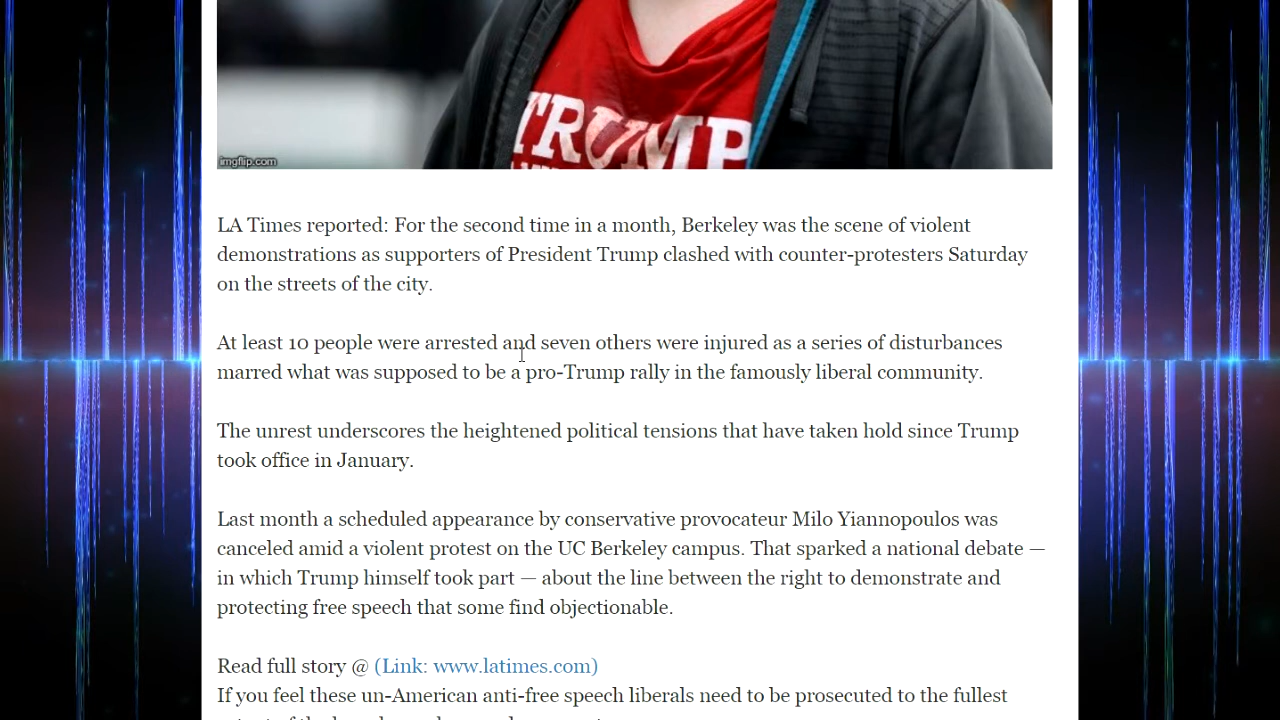 TRUMP
imgflip.com
LA Times reported: For the second time in a month, Berkeley was the scene of violent
demonstrations as supporters of President Trump clashed with counter-protesters Saturday
on the streets of the city.
At least 10 people were arrested and seven others were injured as a series of disturbances
marred what was supposed to be a pro-Trump rally in the famously liberal community.
The unrest underscores the heightened political tensions that have taken hold since Trump
took office in January.
Last month a scheduled appearance by conservative provocateur Milo Yiannopoulos was
canceled amid a violent protest on the UC Berkeley campus. That sparked a national debate —
in which Trump himself took part — about the line between the right to demonstrate and
protecting free speech that some find objectionable.
Read full story @ (Link: www.latimes.com)
If you feel these un-American anti-free speech liberals need to be prosecuted to the fullest